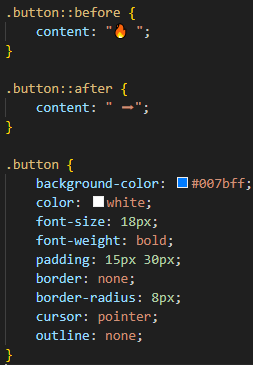 .button::before {
    content: "🔥 ";
}

.button::after {
    content: " ➡";
}

.button {
    background-color: #007bff;
    color: white;
    font-size: 18px;
    font-weight: bold;
    padding: 15px 30px;
    border: none;
    border-radius: 8px;
    cursor: pointer;
    outline: none;
}